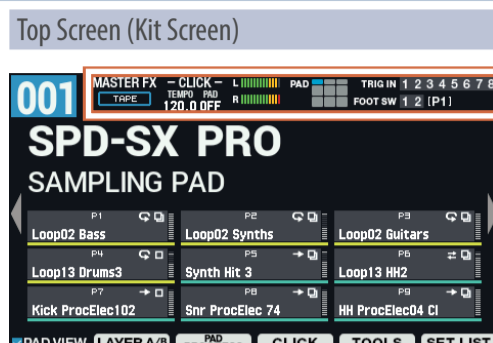 Top Screen (Kit Screen)
001
MASTER FX – CLICK – L PAD TRIG IN 1 2 3 4 5 6 7 8
TAPE TEMPO PAD R FOOT SW 1 2 [P1]
120.0 OFF
SPD-SX PRO
SAMPLING PAD
P1 P2 P3
Loop02 Bass Loop02 Synths Loop02 Guitars
P4 P5 P6
Loop13 Drums3 Synth Hit 3 Loop13 HH2
P7 P8 P9
Kick ProcElec102 Snr ProcElec 74 HH ProcElec04 Cl
PAD VIEW LAYER A/B PAD CLICK TOOLS SET LIST